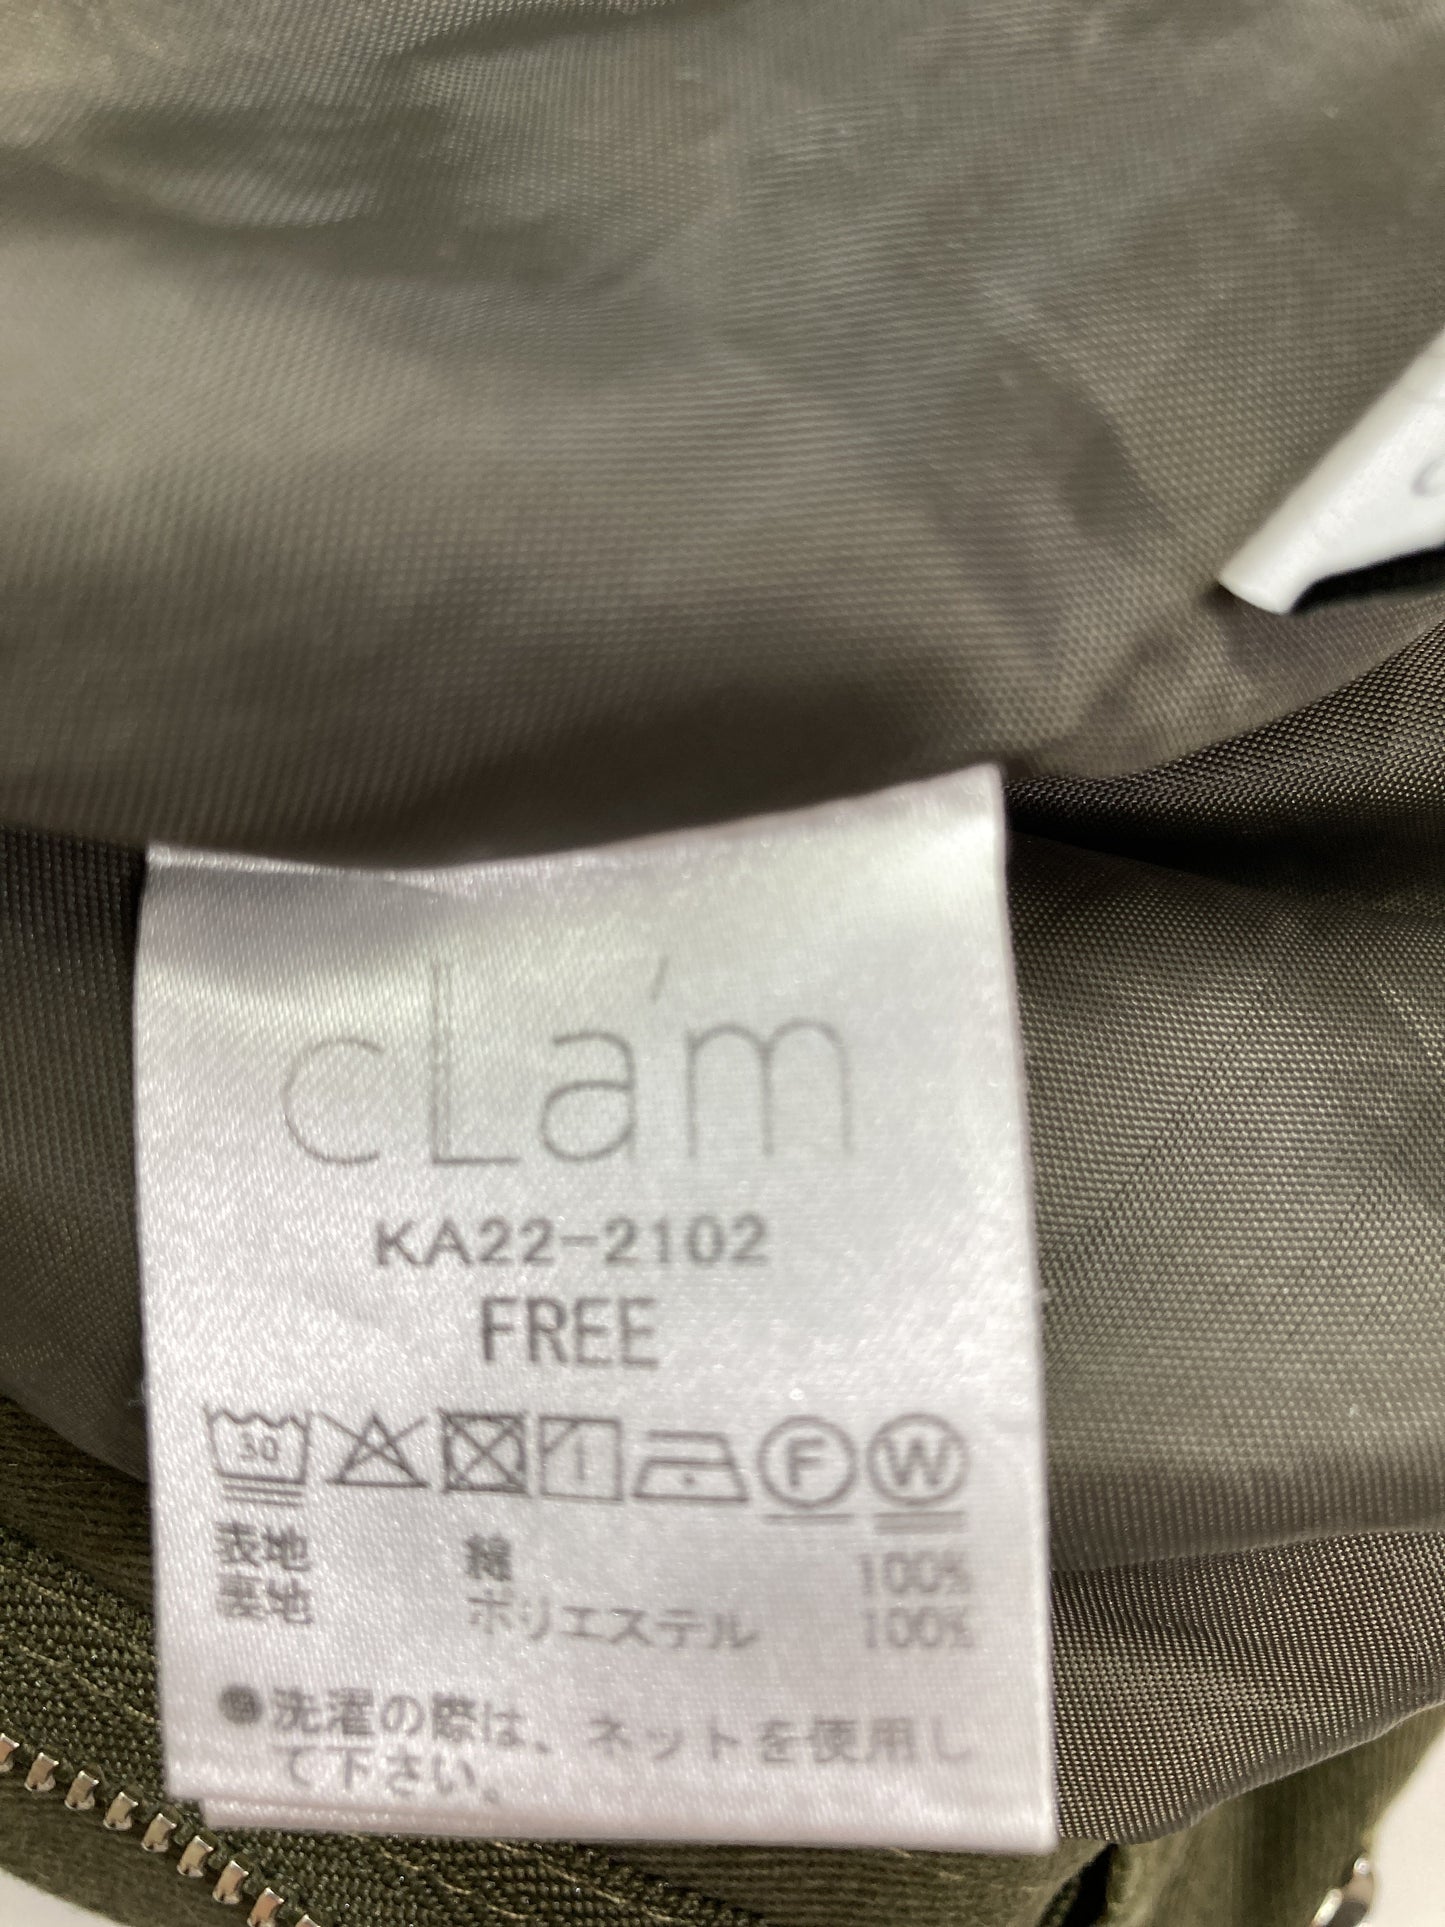 cLa'm
KA22-2102
FREE
30 F W
表地 綿 100%
裏地 ポリエステル 100%
●洗濯の際は、ネットを使用し
て下さい。